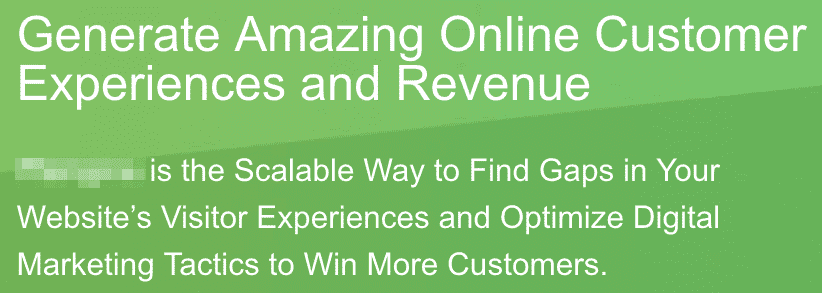 Generate Amazing Online Customer
Experiences and Revenue
is the Scalable Way to Find Gaps in Your
Website’s Visitor Experiences and Optimize Digital
Marketing Tactics to Win More Customers.